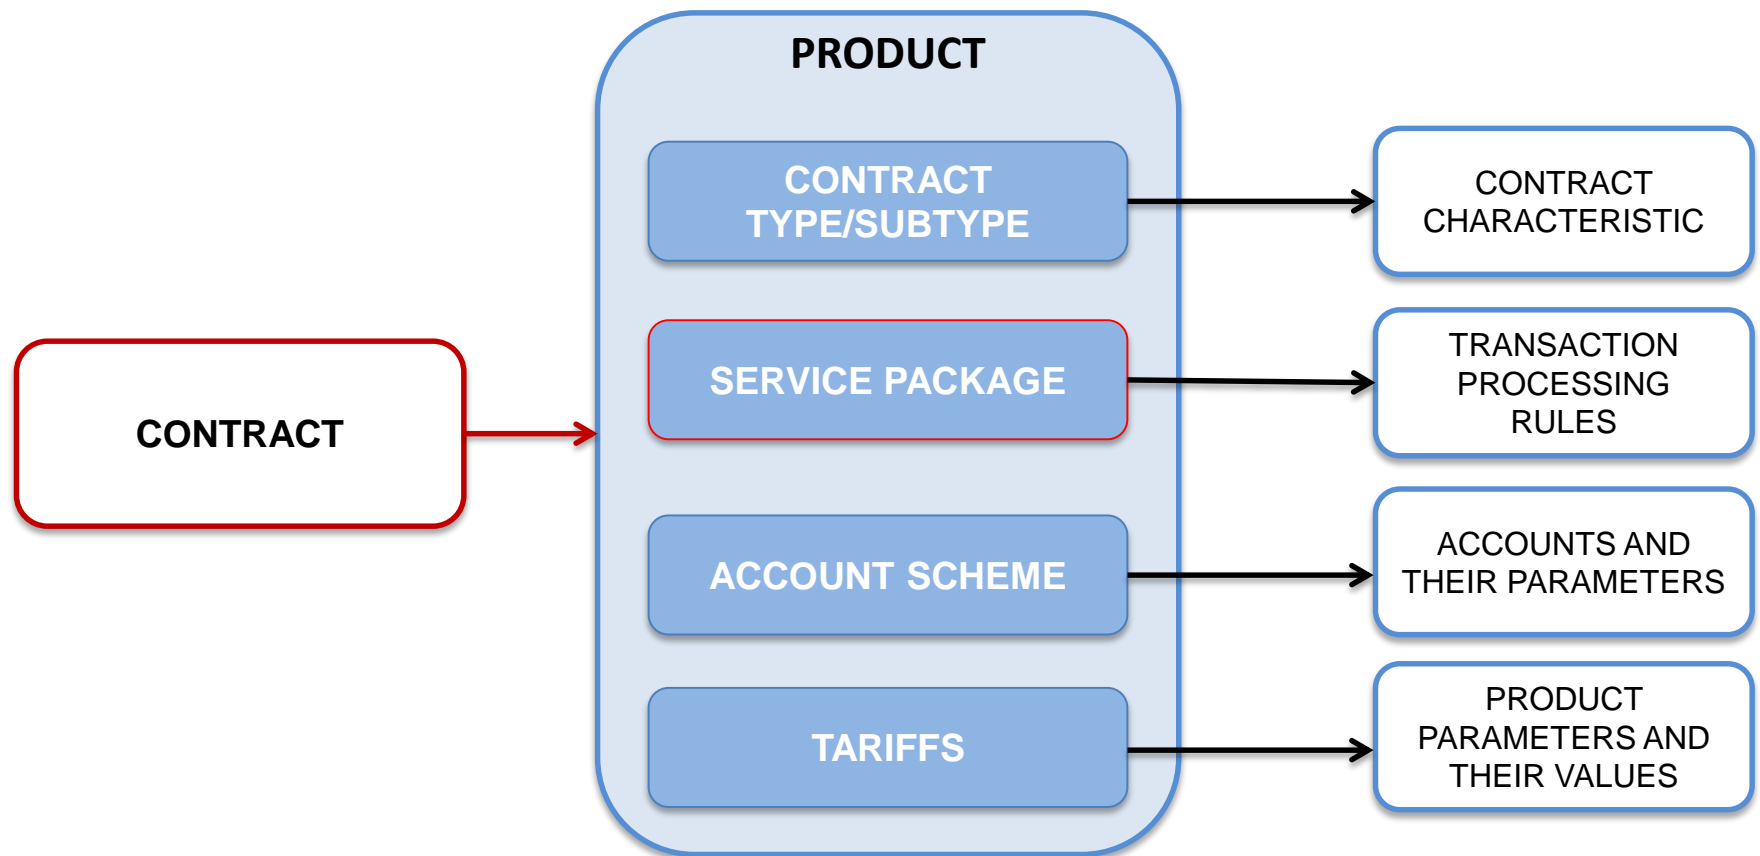 PRODUCT
CONTRACT
TYPE/SUBTYPE
CONTRACT
CHARACTERISTIC
SERVICE PACKAGE
TRANSACTION
PROCESSING
RULES
CONTRACT
ACCOUNT SCHEME
ACCOUNTS AND
THEIR PARAMETERS
TARIFFS
PRODUCT
PARAMETERS AND
THEIR VALUES